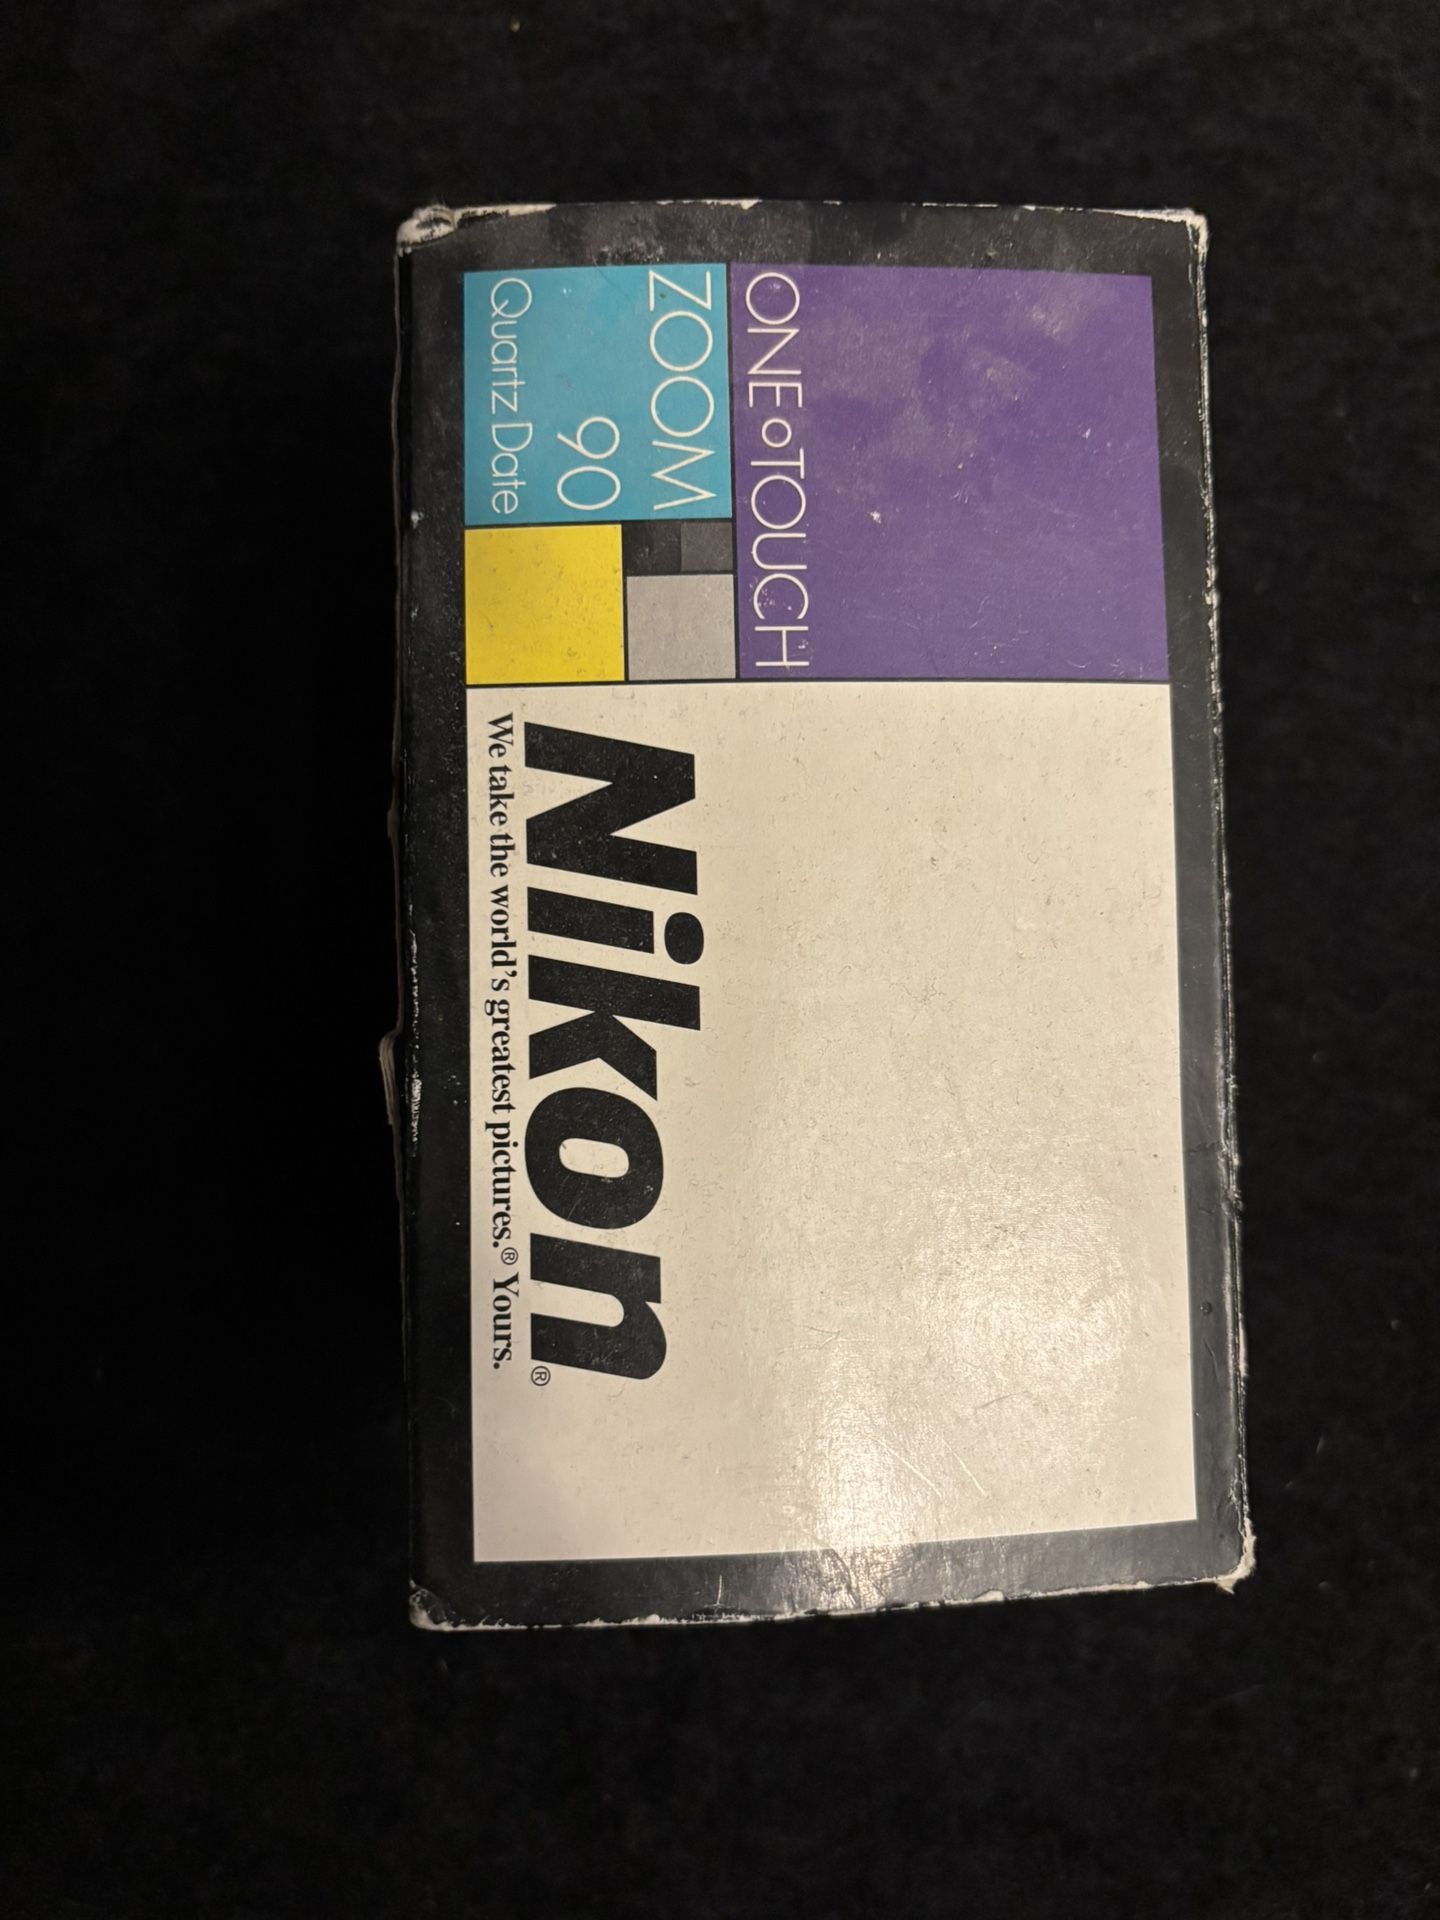 ONE TOUCH
ZOOM
90
Quartz Date
Nikon®
We take the world's greatest pictures.® Yours.